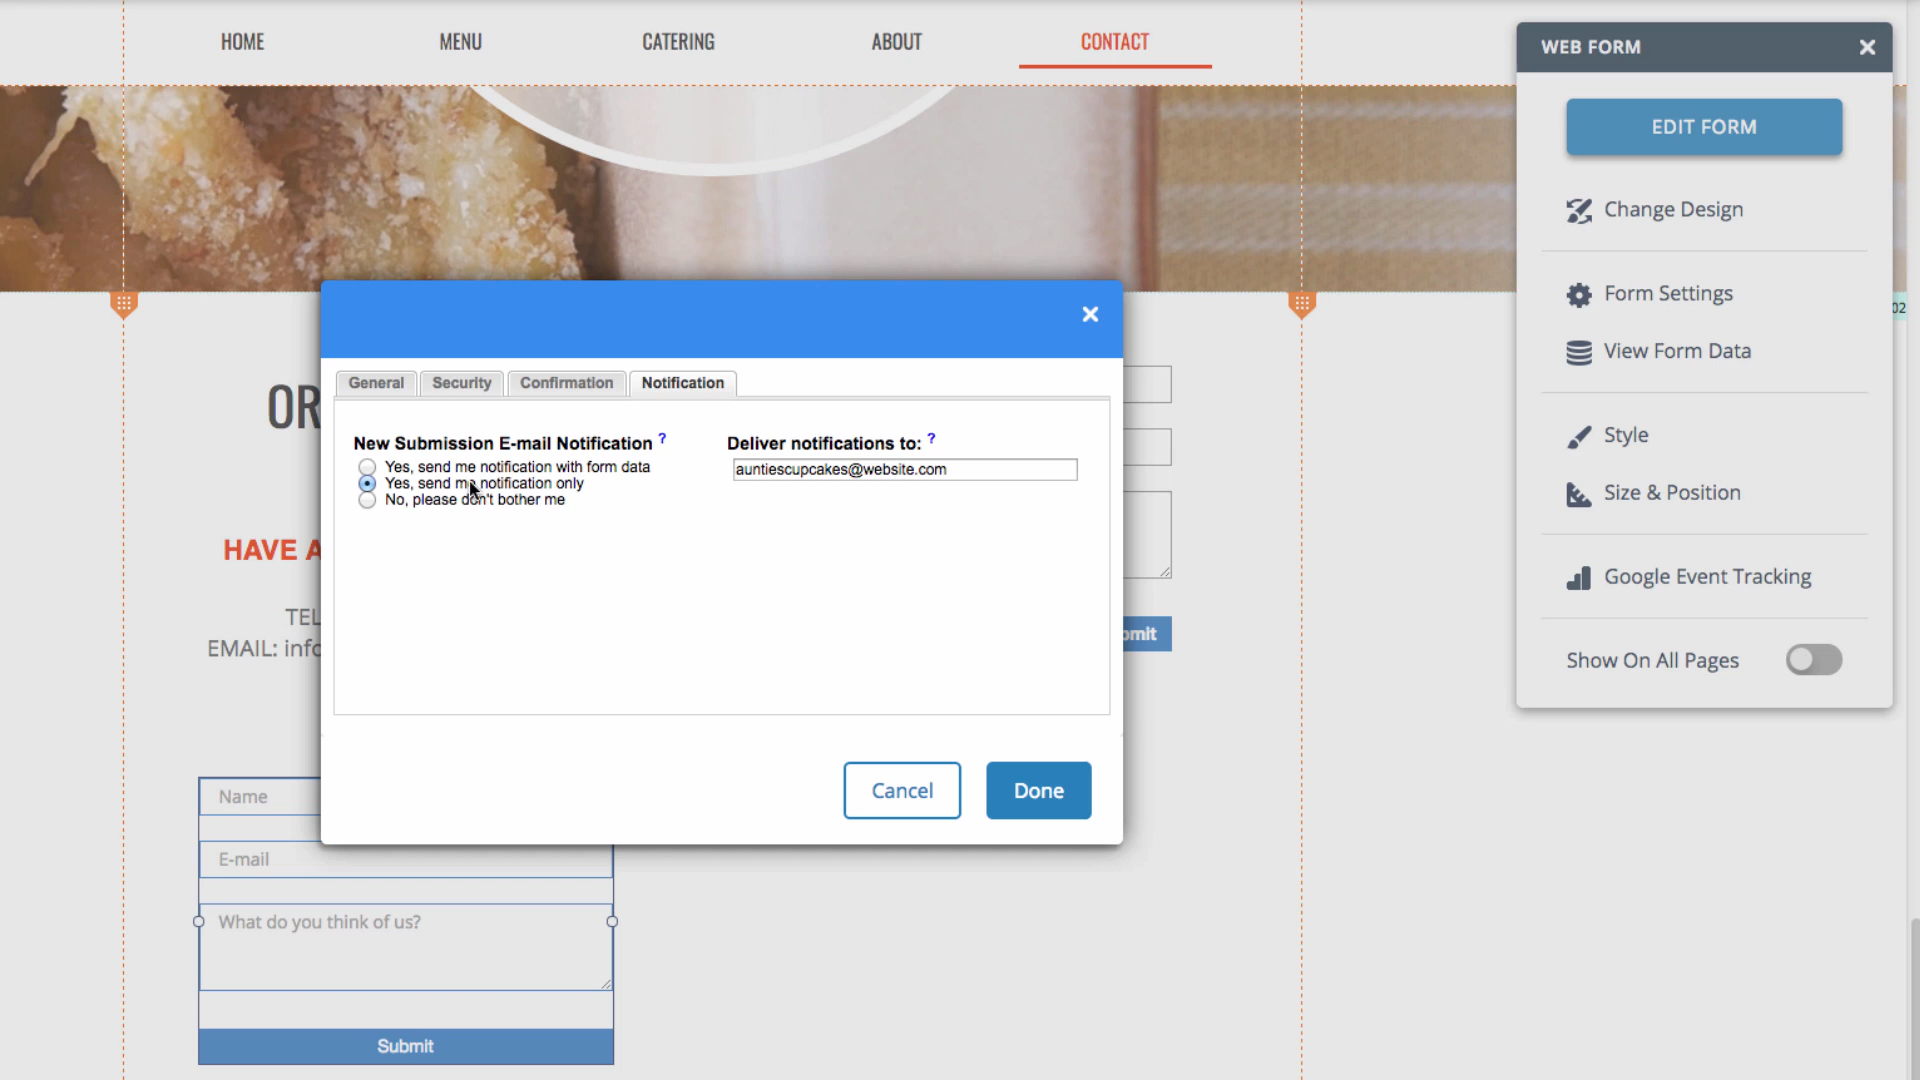 HOME MENU CATERING ABOUT CONTACT
WEB FORM
EDIT FORM
Change Design
Form Settings
View Form Data
Style
Size & Position
Google Event Tracking
Show On All Pages
02
General Security Confirmation Notification
New Submission E-mail Notification ?
Yes, send me notification with form data
Yes, send me notification only
No, please don't bother me
Deliver notifications to: ?
auntiescupcakes@website.com
Cancel Done
OR
HAVE A
TEL
EMAIL: info
omit
Name
E-mail
What do you think of us?
Submit